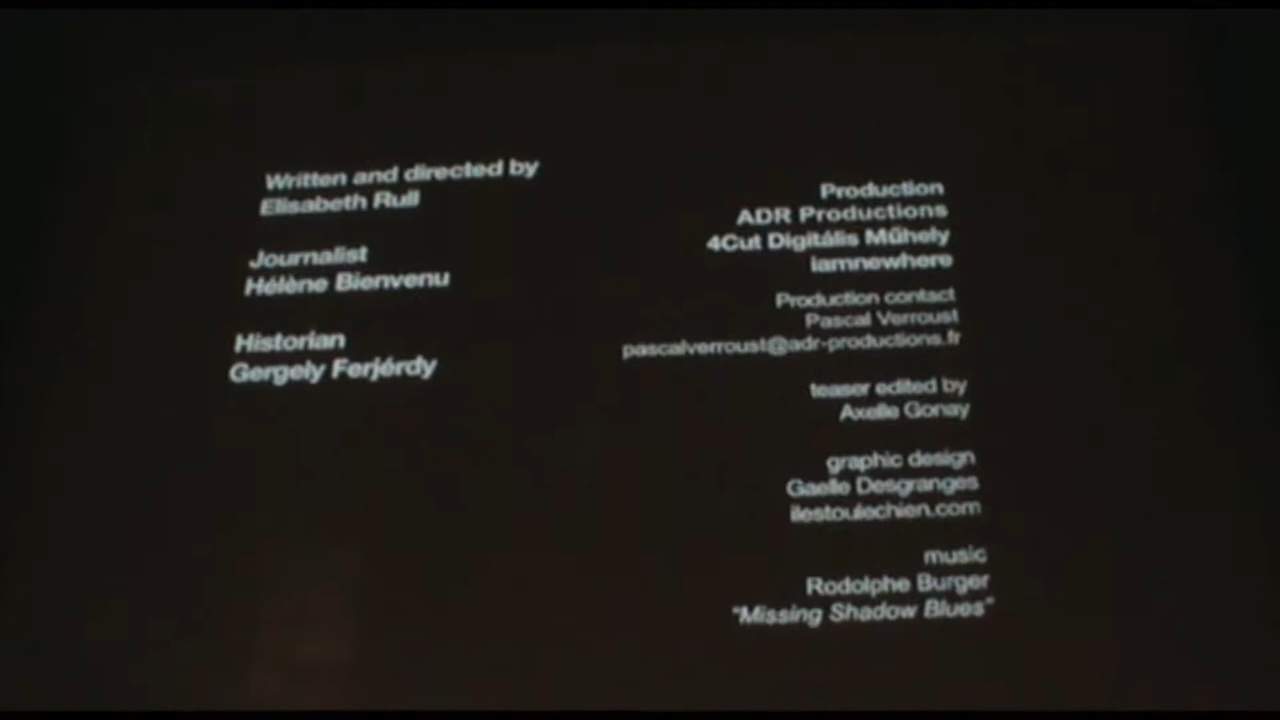 Written and directed by
Elisabeth Rull
Journalist
Hélène Bienvenu
Historian
Gergely Ferjérdy
Production
ADR Productions
4Cut Digitális Műhely
iamnewhere
Production contact
Pascal Verroust
pascalverroust@adr-productions.fr
teaser edited by
Axelle Gonay
graphic design
Gaelle Desgranges
ilestoulechien.com
music
Rodolphe Burger
"Missing Shadow Blues"